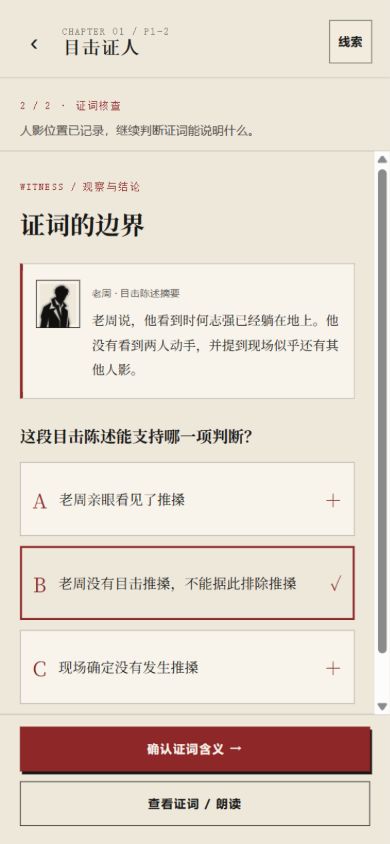 ‹ CHAPTER 01 / P1-2
目击证人
线索
2 / 2 · 证词核查
人影位置已记录，继续判断证词能说明什么。
WITNESS / 观察与结论
证词的边界
老周 · 目击陈述摘要
老周说，他看到时何志强已经躺在地上。他
没有看到两人动手，并提到现场似乎还有其
他人影。
这段目击陈述能支持哪一项判断？
A 老周亲眼看见了推搡 +
B 老周没有目击推搡，不能据此排除推搡 √
C 现场确定没有发生推搡 +
确认证词含义 →
查看证词 / 朗读